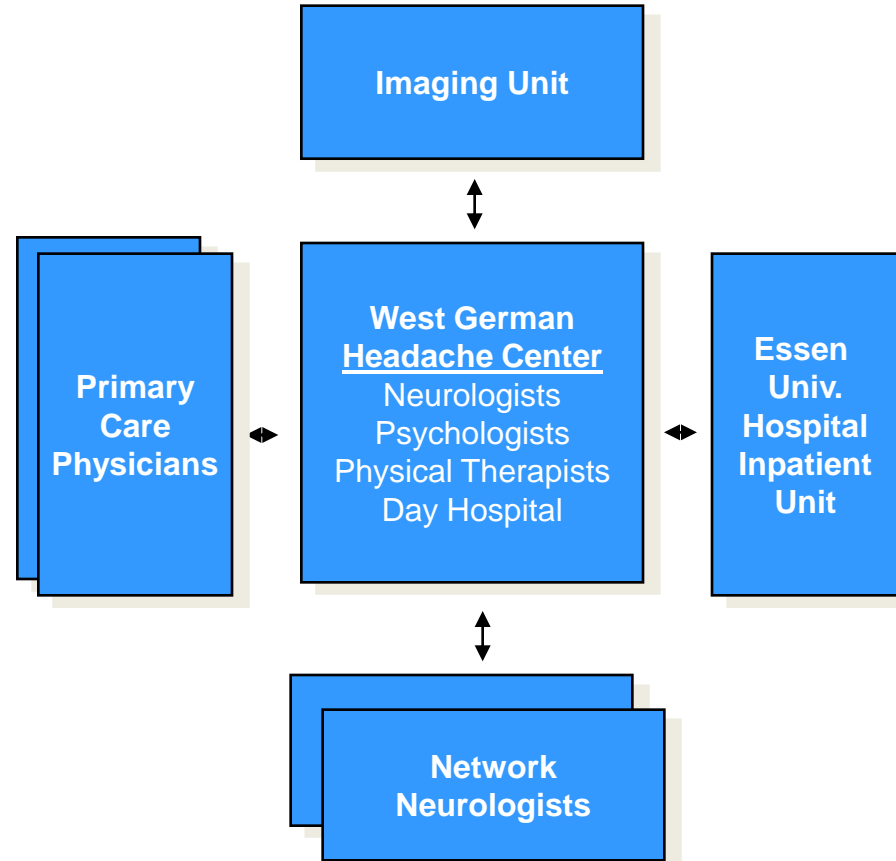 Imaging Unit
Primary
Care
Physicians
West German
Headache Center
Neurologists
Psychologists
Physical Therapists
Day Hospital
Essen
Univ.
Hospital
Inpatient
Unit
Network
Neurologists